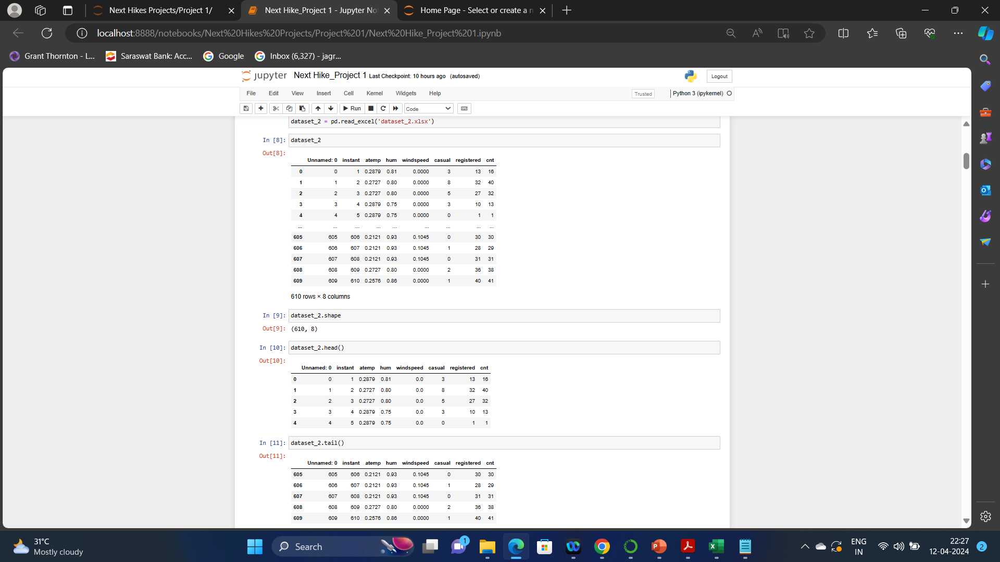 Next Hikes Projects/Project 1/
Next Hike_Project 1 - Jupyter No
Home Page - Select or create a n
localhost:8888/notebooks/Next%20Hikes%20Projects/Project%201/Next%20Hike_Project%201.ipynb
Grant Thornton - L...
Saraswat Bank: Acc...
Google
Inbox (6,327) - jagr...
jupyter Next Hike_Project 1 Last Checkpoint: 10 hours ago (autosaved)
Logout
File Edit View Insert Cell Kernel Widgets Help
Trusted
Python 3 (ipykernel)
Run
Code
dataset_2 = pd.read_excel('dataset_2.xlsx')
In [8]: dataset_2
Out[8]:
Unnamed: 0 instant atemp hum windspeed casual registered cnt
0 0 1 0.2879 0.81 0.0000 3 13 16
1 1 2 0.2727 0.80 0.0000 8 32 40
2 2 3 0.2727 0.80 0.0000 5 27 32
3 3 4 0.2879 0.75 0.0000 3 10 13
4 4 5 0.2879 0.75 0.0000 0 1 1
... ... ... ... ... ... ... ... ...
605 605 606 0.2121 0.93 0.1045 0 30 30
606 606 607 0.2121 0.93 0.1045 1 28 29
607 607 608 0.2121 0.93 0.1045 0 31 31
608 608 609 0.2727 0.80 0.0000 2 36 38
609 609 610 0.2576 0.86 0.0000 1 40 41
610 rows × 8 columns
In [9]: dataset_2.shape
Out[9]: (610, 8)
In [10]: dataset_2.head()
Out[10]:
Unnamed: 0 instant atemp hum windspeed casual registered cnt
0 0 1 0.2879 0.81 0.0 3 13 16
1 1 2 0.2727 0.80 0.0 8 32 40
2 2 3 0.2727 0.80 0.0 5 27 32
3 3 4 0.2879 0.75 0.0 3 10 13
4 4 5 0.2879 0.75 0.0 0 1 1
In [11]: dataset_2.tail()
Out[11]:
Unnamed: 0 instant atemp hum windspeed casual registered cnt
605 605 606 0.2121 0.93 0.1045 0 30 30
606 606 607 0.2121 0.93 0.1045 1 28 29
607 607 608 0.2121 0.93 0.1045 0 31 31
608 608 609 0.2727 0.80 0.0000 2 36 38
609 609 610 0.2576 0.86 0.0000 1 40 41
31°C
Mostly cloudy
Search
1
ENG
IN
22:27
12-04-2024
2